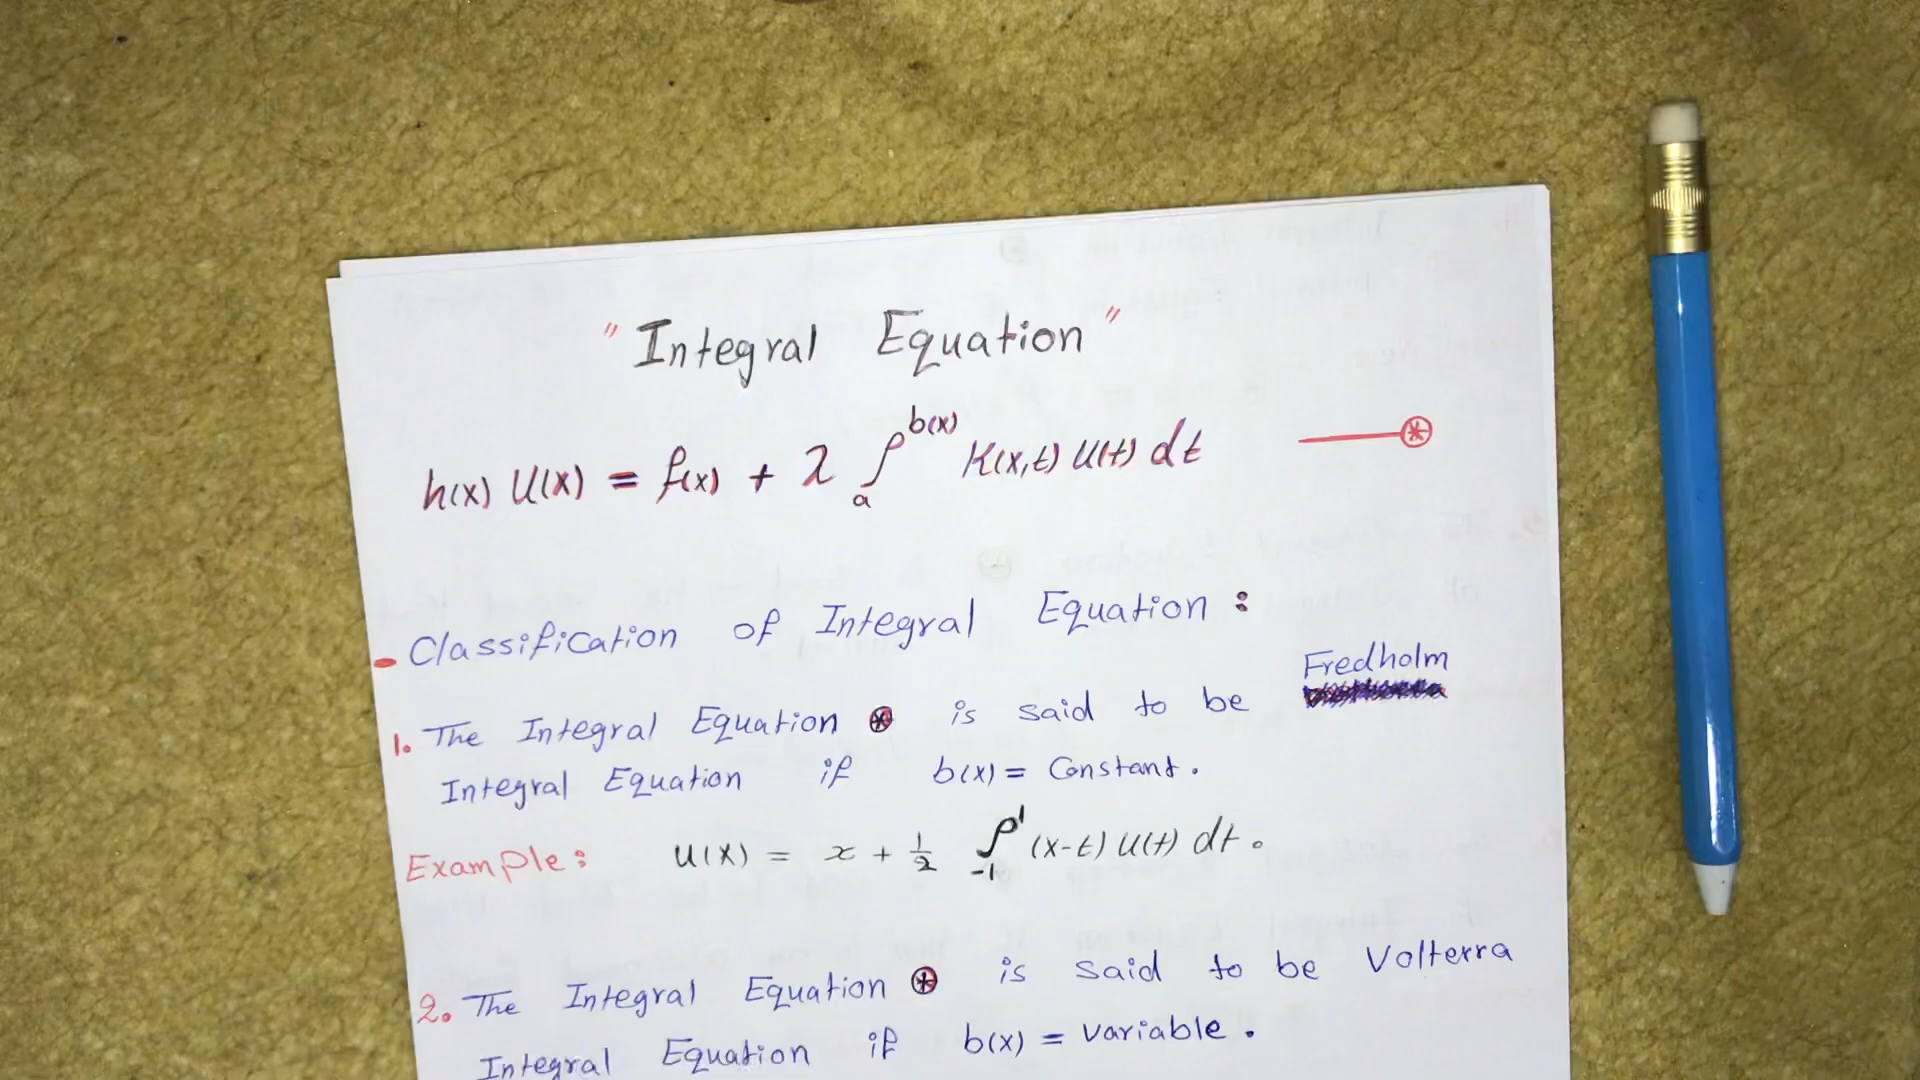 "Integral Equation"
h(x) u(x) = f(x) + λ ∫_a^{b(x)} K(x,t) u(t) dt ——⊛
- Classification of Integral Equation :
1. The Integral Equation ⊛ is said to be Fredholm
Integral Equation if b(x) = Constant.
Example: u(x) = x + 1/2 ∫_{-1}^{1} (x-t) u(t) dt.
2. The Integral Equation ⊛ is said to be Volterra
Integral Equation if b(x) = variable.